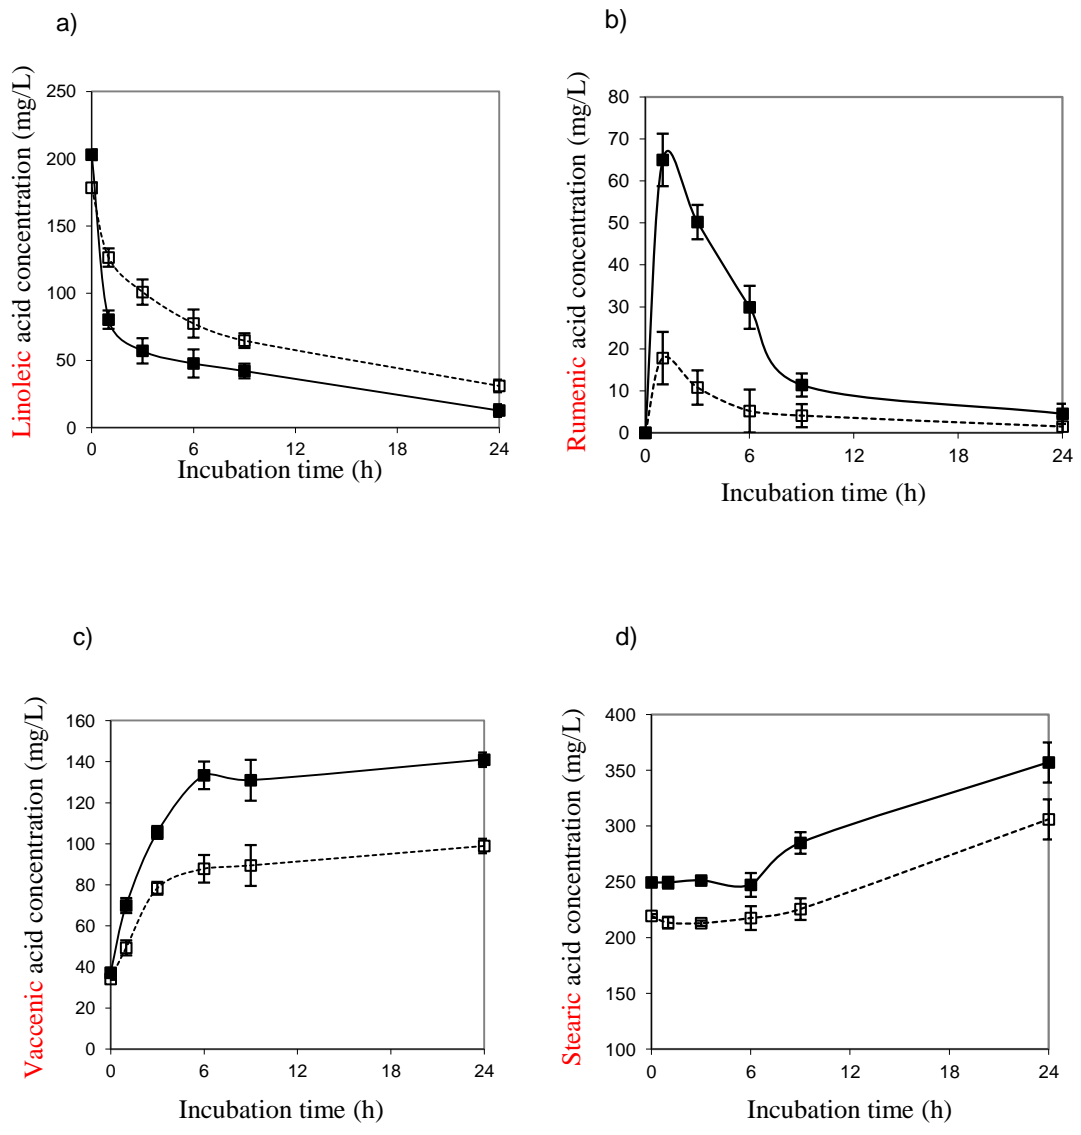 a)
Linoleic acid concentration (mg/L)
250
200
150
100
50
0
0 6 12 18 24
Incubation time (h)
b)
Rumenic acid concentration (mg/L)
80
70
60
50
40
30
20
10
0
0 6 12 18 24
Incubation time (h)
c)
Vaccenic acid concentration (mg/L)
160
140
120
100
80
60
40
20
0
0 6 12 18 24
Incubation time (h)
d)
Stearic acid concentration (mg/L)
400
350
300
250
200
150
100
0 6 12 18 24
Incubation time (h)